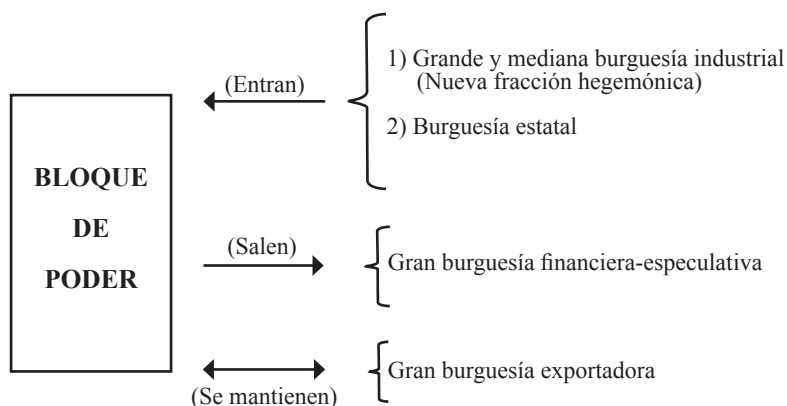 1) Grande y mediana burguesía industrial
(Nueva fracción hegemónica)
(Entran)
2) Burguesía estatal
BLOQUE
DE
PODER
(Salen)
Gran burguesía financiera-especulativa
Gran burguesía exportadora
(Se mantienen)